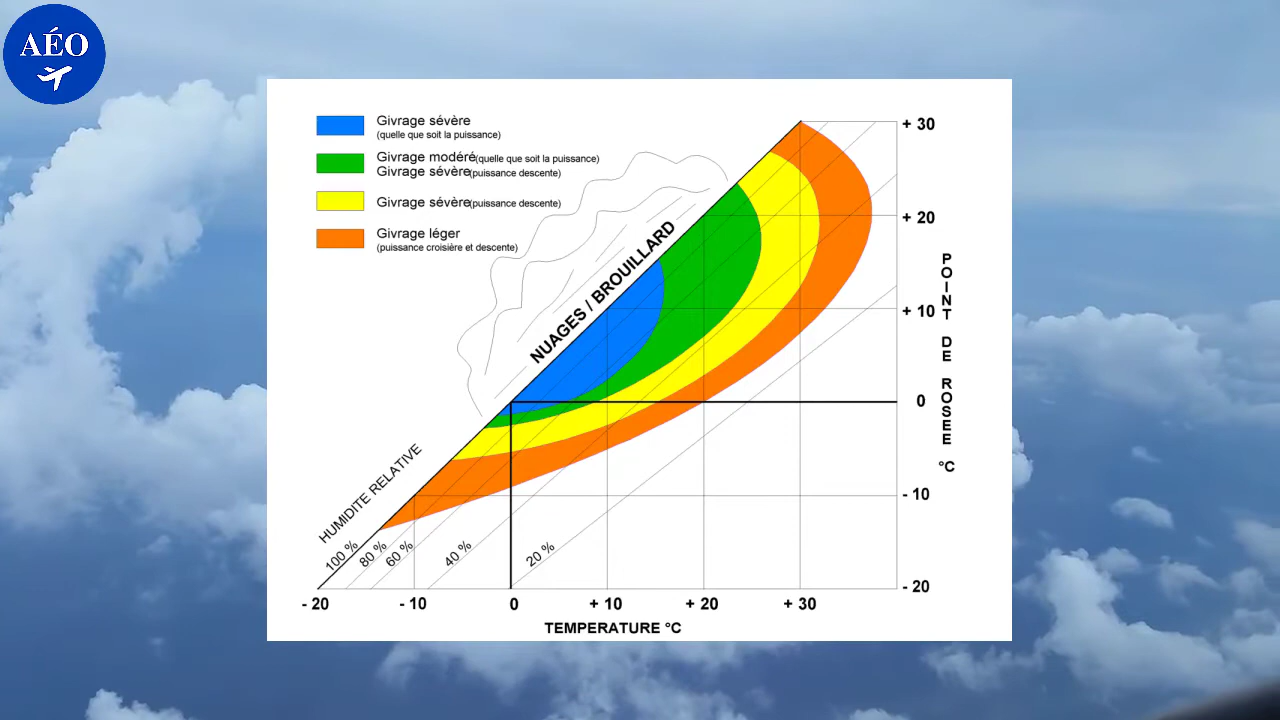 AÉO
Givrage sévère
(quelle que soit la puissance)
Givrage modéré(quelle que soit la puissance)
Givrage sévère(puissance descente)
Givrage sévère(puissance descente)
Givrage léger
(puissance croisière et descente)
NUAGES / BROUILLARD
HUMIDITE RELATIVE
100 %
80 %
60 %
40 %
20 %
+ 30
+ 20
+ 10
0
- 10
- 20
POINT DE ROSEE °C
- 20
- 10
0
+ 10
+ 20
+ 30
TEMPERATURE °C